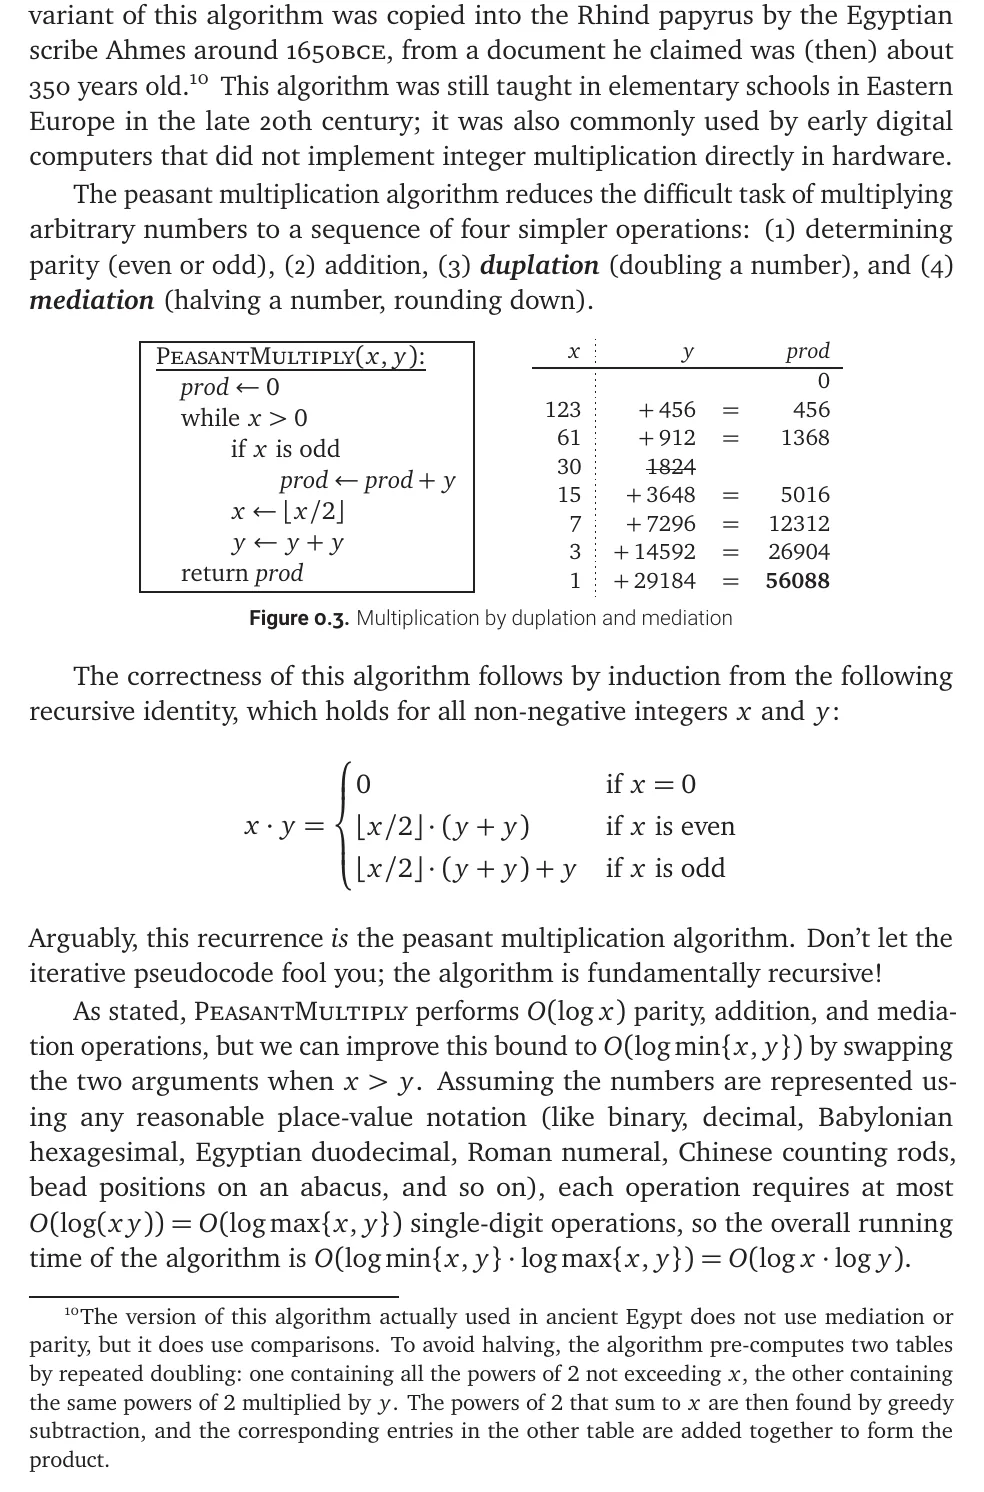 variant of this algorithm was copied into the Rhind papyrus by the Egyptian
scribe Ahmes around 1650BCE, from a document he claimed was (then) about
350 years old.¹⁰ This algorithm was still taught in elementary schools in Eastern
Europe in the late 20th century; it was also commonly used by early digital
computers that did not implement integer multiplication directly in hardware.
The peasant multiplication algorithm reduces the difficult task of multiplying
arbitrary numbers to a sequence of four simpler operations: (1) determining
parity (even or odd), (2) addition, (3) duplation (doubling a number), and (4)
mediation (halving a number, rounding down).
PeasantMultiply(x, y):
prod ← 0
while x > 0
if x is odd
prod ← prod + y
x ← ⌊x/2⌋
y ← y + y
return prod
x y prod
0
123 + 456 = 456
61 + 912 = 1368
30 1824
15 + 3648 = 5016
7 + 7296 = 12312
3 + 14592 = 26904
1 + 29184 = 56088
Figure 0.3. Multiplication by duplation and mediation
The correctness of this algorithm follows by induction from the following
recursive identity, which holds for all non-negative integers x and y:
x · y = { 0 if x = 0
⌊x/2⌋ · (y + y) if x is even
⌊x/2⌋ · (y + y) + y if x is odd
Arguably, this recurrence is the peasant multiplication algorithm. Don't let the
iterative pseudocode fool you; the algorithm is fundamentally recursive!
As stated, PeasantMultiply performs O(log x) parity, addition, and media-
tion operations, but we can improve this bound to O(log min{x, y}) by swapping
the two arguments when x > y. Assuming the numbers are represented us-
ing any reasonable place-value notation (like binary, decimal, Babylonian
hexagesimal, Egyptian duodecimal, Roman numeral, Chinese counting rods,
bead positions on an abacus, and so on), each operation requires at most
O(log(x y)) = O(log max{x, y}) single-digit operations, so the overall running
time of the algorithm is O(log min{x, y} · log max{x, y}) = O(log x · log y).
¹⁰The version of this algorithm actually used in ancient Egypt does not use mediation or
parity, but it does use comparisons. To avoid halving, the algorithm pre-computes two tables
by repeated doubling: one containing all the powers of 2 not exceeding x, the other containing
the same powers of 2 multiplied by y. The powers of 2 that sum to x are then found by greedy
subtraction, and the corresponding entries in the other table are added together to form the
product.